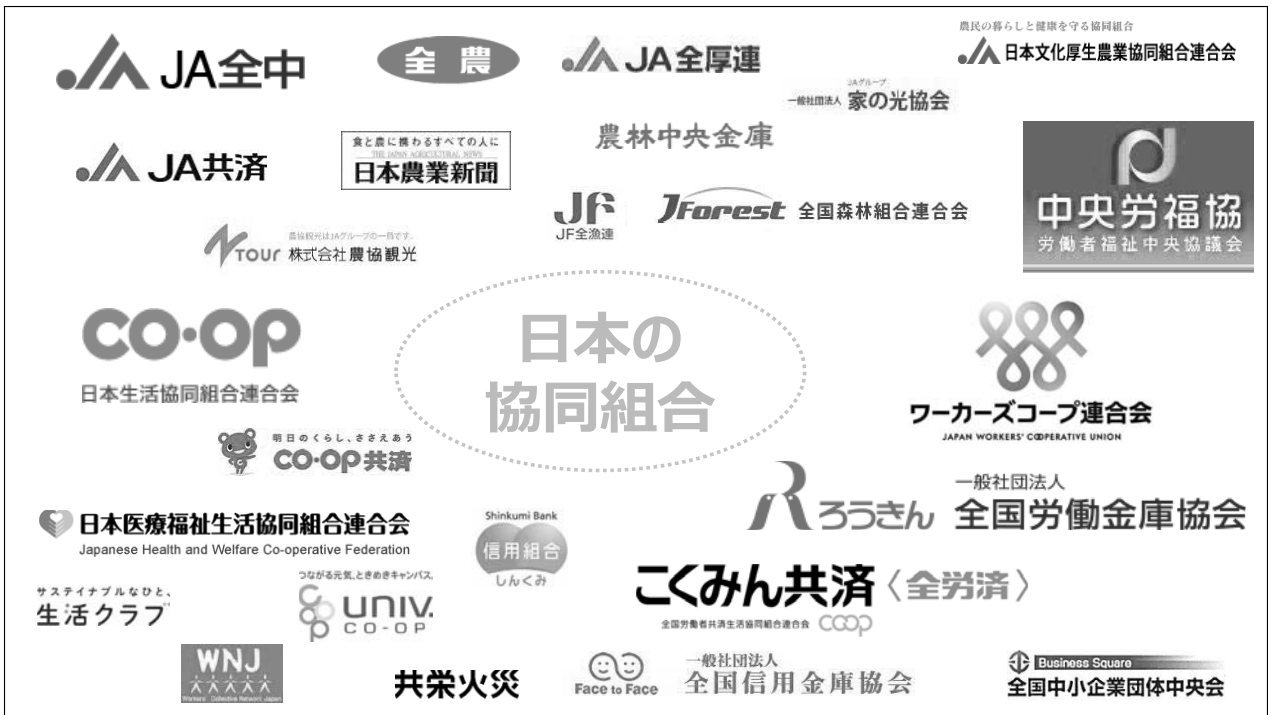 JA全中
全農
JA全厚連
農民の暮らしと健康を守る協同組合
日本文化厚生農業協同組合連合会
JAグループ
一般社団法人 家の光協会
農林中央金庫
JA共済
食と農に携わるすべての人に
THE JAPAN AGRICULTURAL NEWS
日本農業新聞
JF
JF全漁連
JForest 全国森林組合連合会
中央労福協
労働者福祉中央協議会
農協観光はJAグループの一員です。
N TOUR 株式会社農協観光
CO・OP
日本生活協同組合連合会
日本の
協同組合
ワーカーズコープ連合会
JAPAN WORKERS' COOPERATIVE UNION
明日のくらし、ささえあう
CO・OP共済
ろうきん
一般社団法人
全国労働金庫協会
日本医療福祉生活協同組合連合会
Japanese Health and Welfare Co-operative Federation
Shinkumi Bank
信用組合
しんくみ
サステイナブルなひと、
生活クラブ
つながる元気、ときめきキャンパス。
UNIV.
CO-OP
こくみん共済〈全労済〉
全国労働者共済生活協同組合連合会 coop
WNJ
Workers' Collective Network Japan
共栄火災
Face to Face
一般社団法人
全国信用金庫協会
Business Square
全国中小企業団体中央会